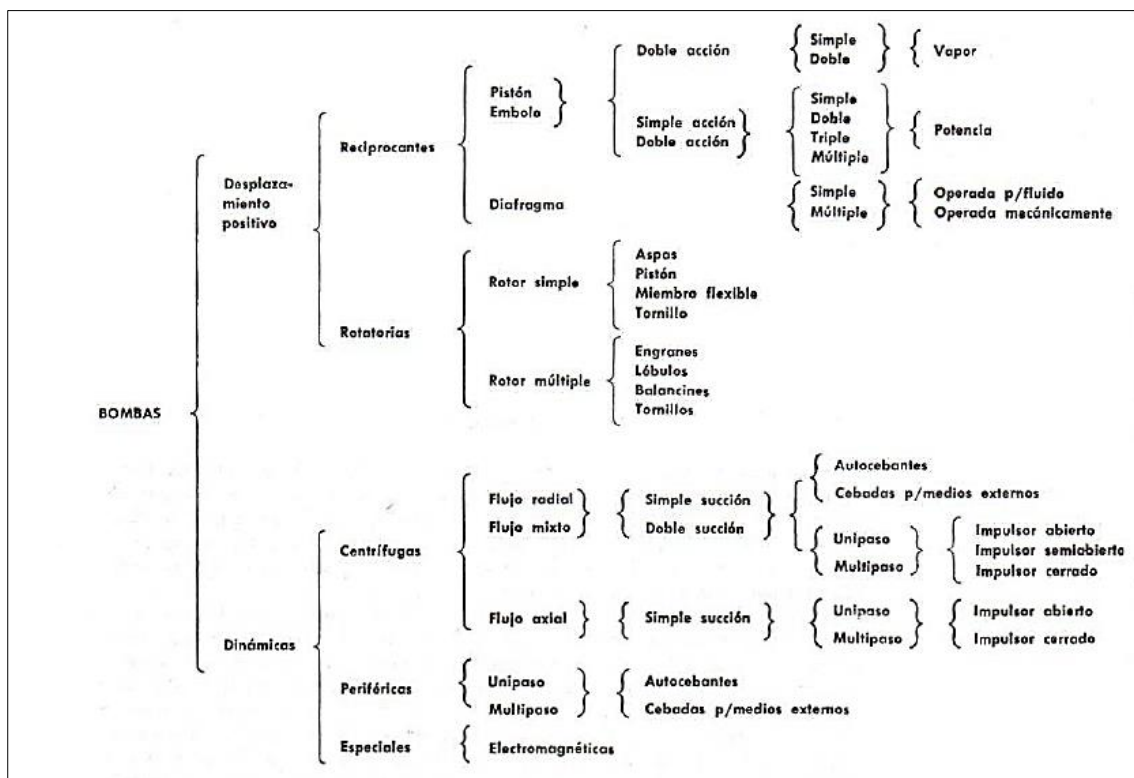 BOMBAS
Desplaza-
miento
positivo
Reciprocantes
Pistón
Embolo
Doble acción
Simple
Doble
Vapor
Simple acción
Doble acción
Simple
Doble
Triple
Múltiple
Potencia
Diafragma
Simple
Múltiple
Operada p/fluido
Operada mecánicamente
Rotatorias
Rotor simple
Aspas
Pistón
Miembro flexible
Tornillo
Rotor múltiple
Engranes
Lóbulos
Balancines
Tornillos
Dinámicas
Centrífugas
Flujo radial
Flujo mixto
Simple succión
Doble succión
Autocebantes
Cebadas p/medios externos
Unipaso
Multipaso
Impulsor abierto
Impulsor semiabierto
Impulsor cerrado
Flujo axial
Simple succión
Unipaso
Multipaso
Impulsor abierto
Impulsor cerrado
Periféricas
Unipaso
Multipaso
Autocebantes
Cebadas p/medios externos
Especiales
Electromagnéticas